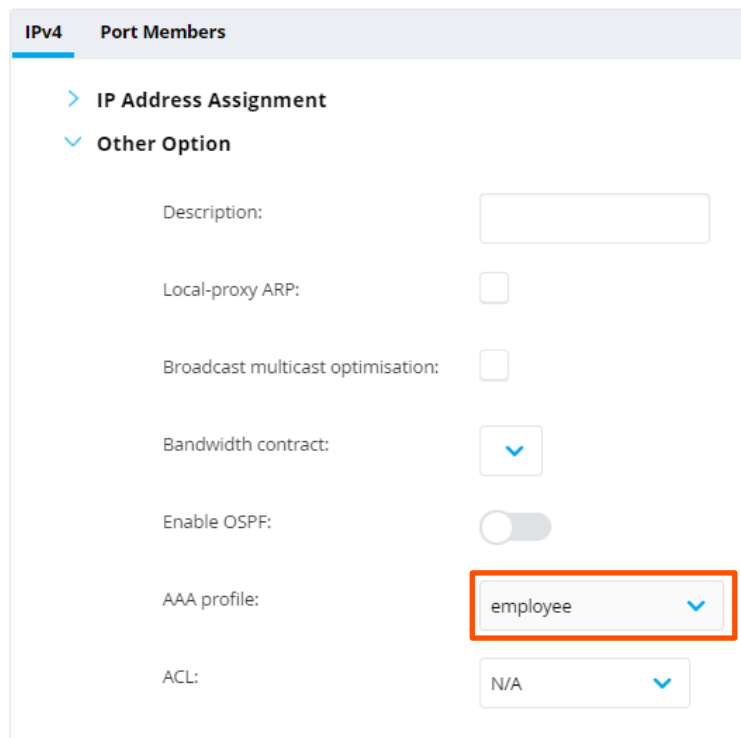 IPv4 Port Members
IP Address Assignment
Other Option
Description:
Local-proxy ARP:
Broadcast multicast optimisation:
Bandwidth contract:
Enable OSPF:
AAA profile: employee
ACL: N/A